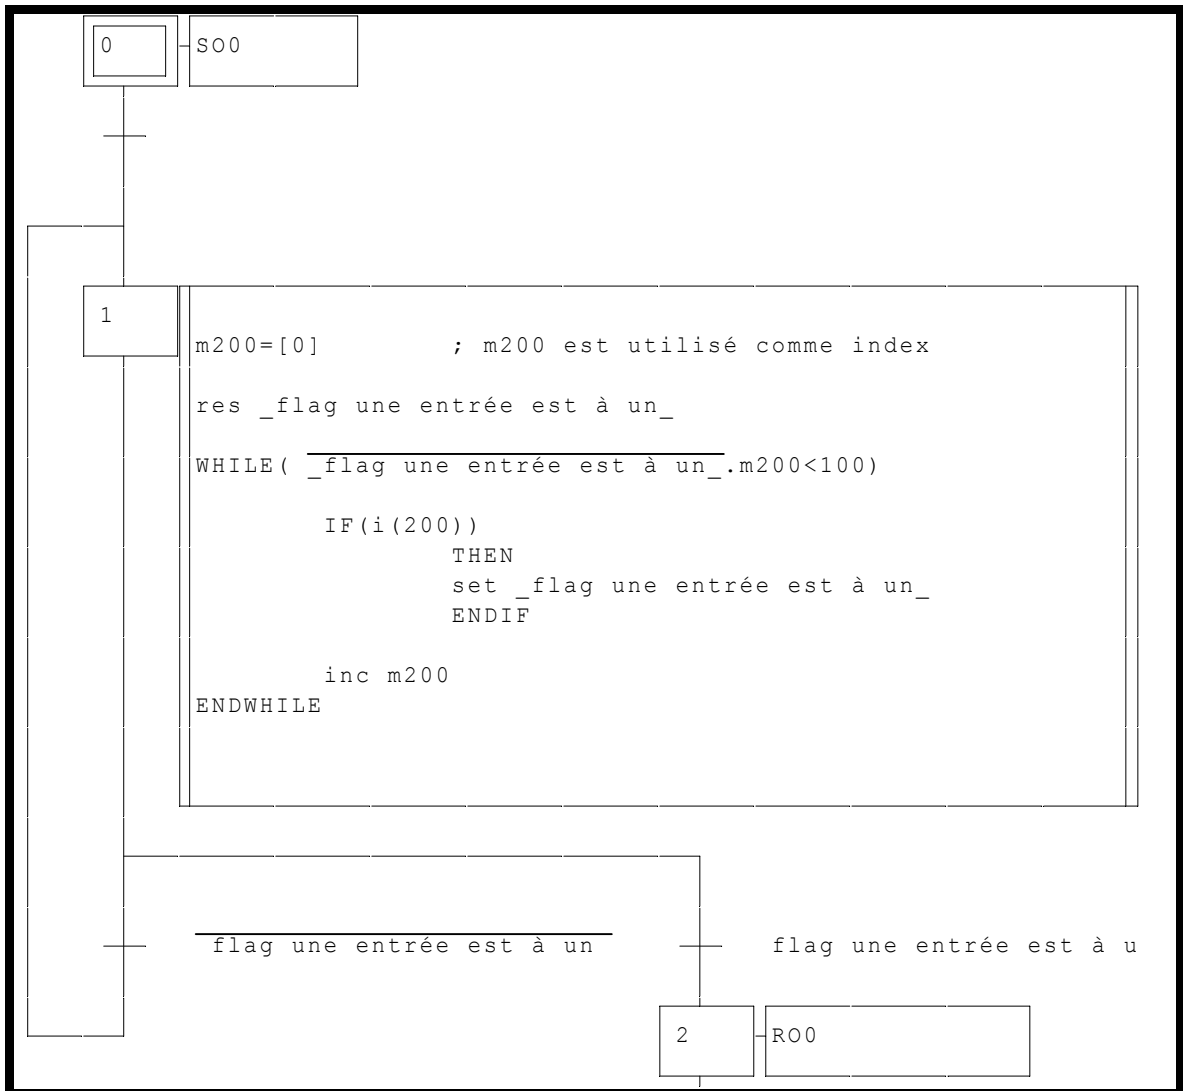 0 SO0
1
m200=[0] ; m200 est utilisé comme index
res _flag une entrée est à un_
WHILE( _flag une entrée est à un_.m200<100)
IF(i(200))
THEN
set _flag une entrée est à un_
ENDIF
inc m200
ENDWHILE
flag une entrée est à un flag une entrée est à u
2 RO0